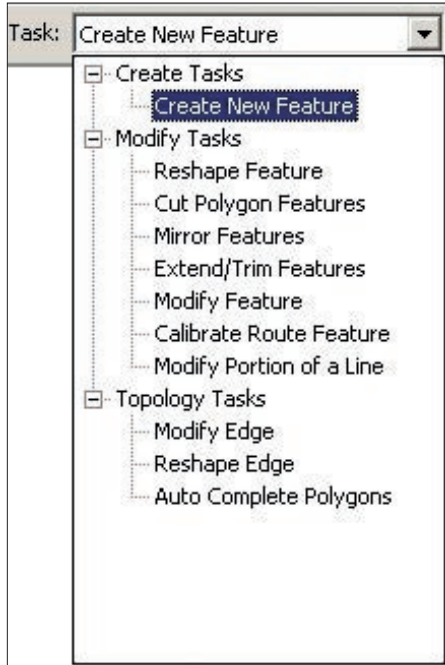 Task: Create New Feature
Create Tasks
Create New Feature
Modify Tasks
Reshape Feature
Cut Polygon Features
Mirror Features
Extend/Trim Features
Modify Feature
Calibrate Route Feature
Modify Portion of a Line
Topology Tasks
Modify Edge
Reshape Edge
Auto Complete Polygons